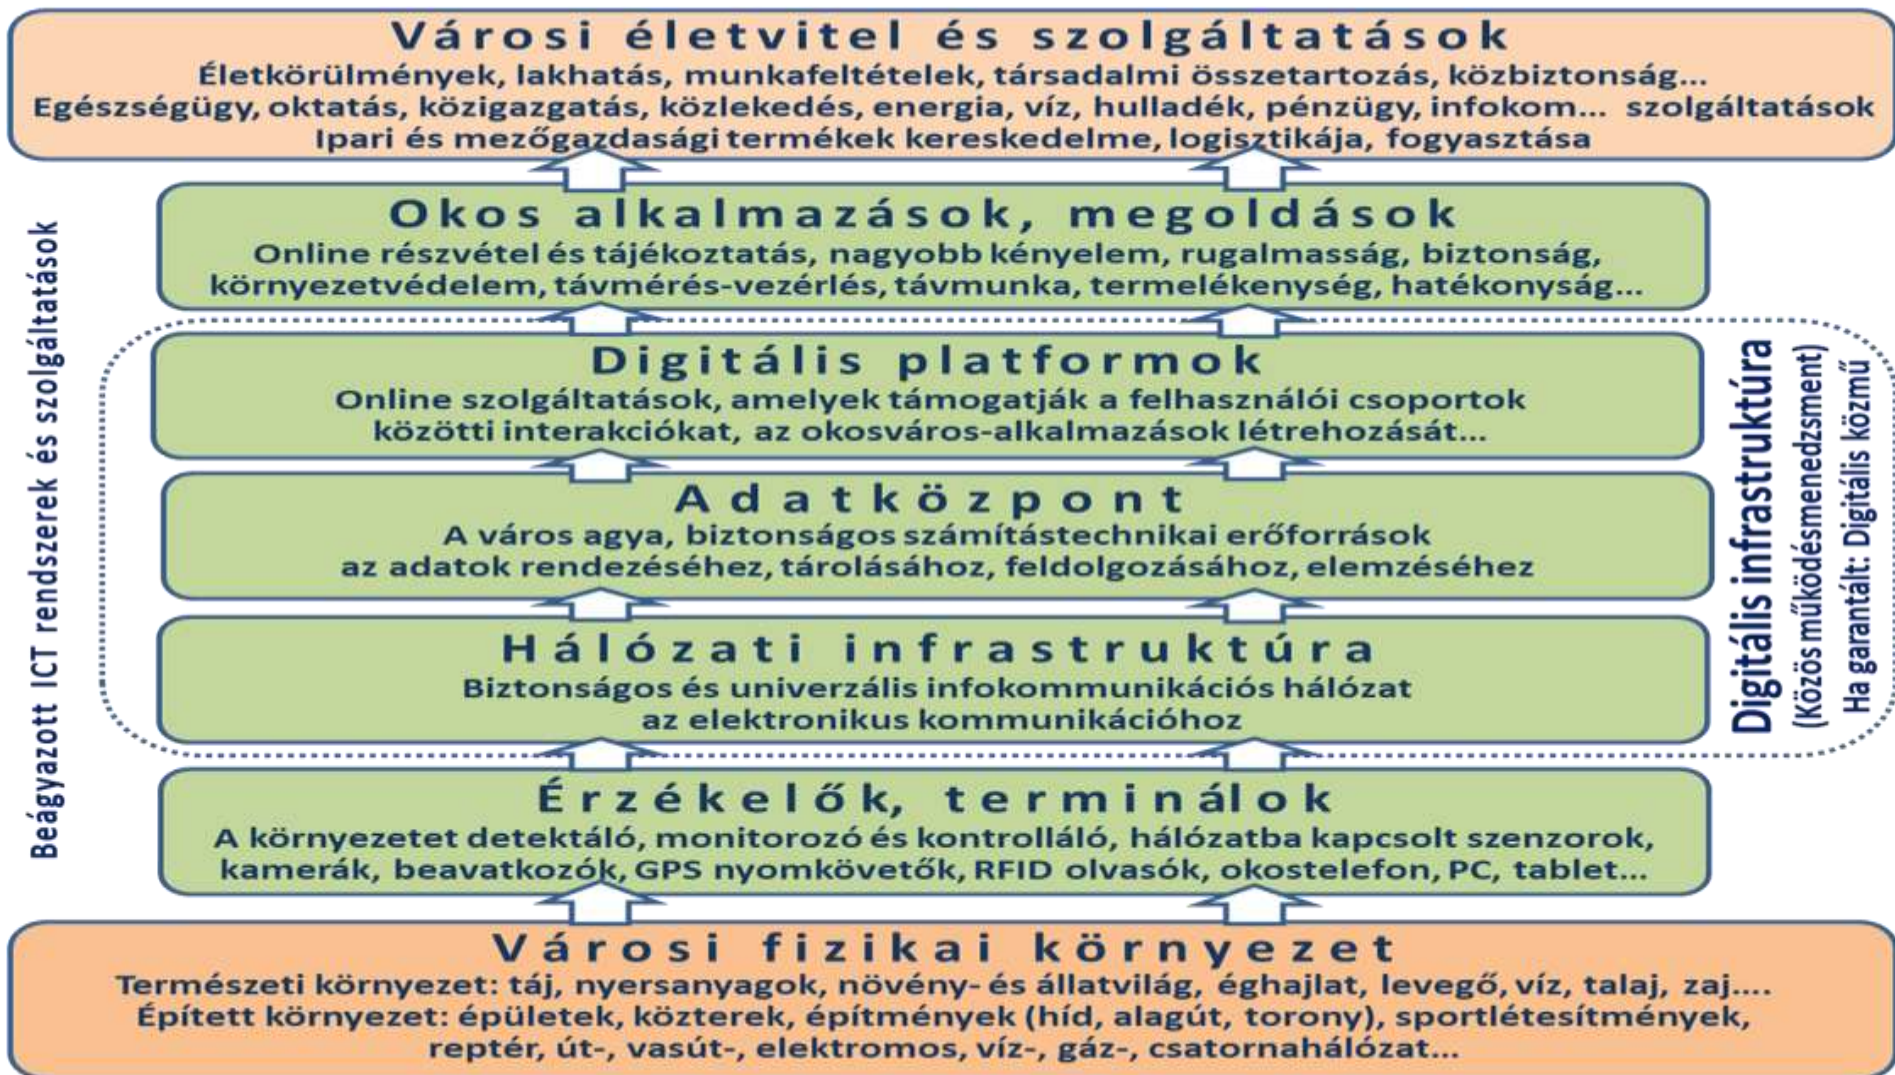 Városi életvitel és szolgáltatások
Életkörülmények, lakhatás, munkafeltételek, társadalmi összetartozás, közbiztonság...
Egészségügy, oktatás, közigazgatás, közlekedés, energia, víz, hulladék, pénzügy, infokom... szolgáltatások
Ipari és mezőgazdasági termékek kereskedelme, logisztikája, fogyasztása
Okos alkalmazások, megoldások
Online részvétel és tájékoztatás, nagyobb kényelem, rugalmasság, biztonság,
környezetvédelem, távmérés-vezérlés, távmunka, termelékenység, hatékonyság...
Digitális platformok
Online szolgáltatások, amelyek támogatják a felhasználói csoportok
közötti interakciókat, az okosváros-alkalmazások létrehozását...
Adatközpont
A város agya, biztonságos számítástechnikai erőforrások
az adatok rendezéséhez, tárolásához, feldolgozásához, elemzéséhez
Hálózati infrastruktúra
Biztonságos és univerzális infokommunikációs hálózat
az elektronikus kommunikációhoz
Érzékelők, terminálok
A környezetet detektáló, monitorozó és kontrolláló, hálózatba kapcsolt szenzorok,
kamerák, beavatkozók, GPS nyomkövetők, RFID olvasók, okostelefon, PC, tablet...
Városi fizikai környezet
Természeti környezet: táj, nyersanyagok, növény- és állatvilág, éghajlat, levegő, víz, talaj, zaj....
Épített környezet: épületek, közterek, építmények (híd, alagút, torony), sportlétesítmények,
reptér, út-, vasút-, elektromos, víz-, gáz-, csatornahálózat...
Beágyazott ICT rendszerek és szolgáltatások
Digitális infrastruktúra
(Közös működésmenedzsment)
Ha garantált: Digitális közmű